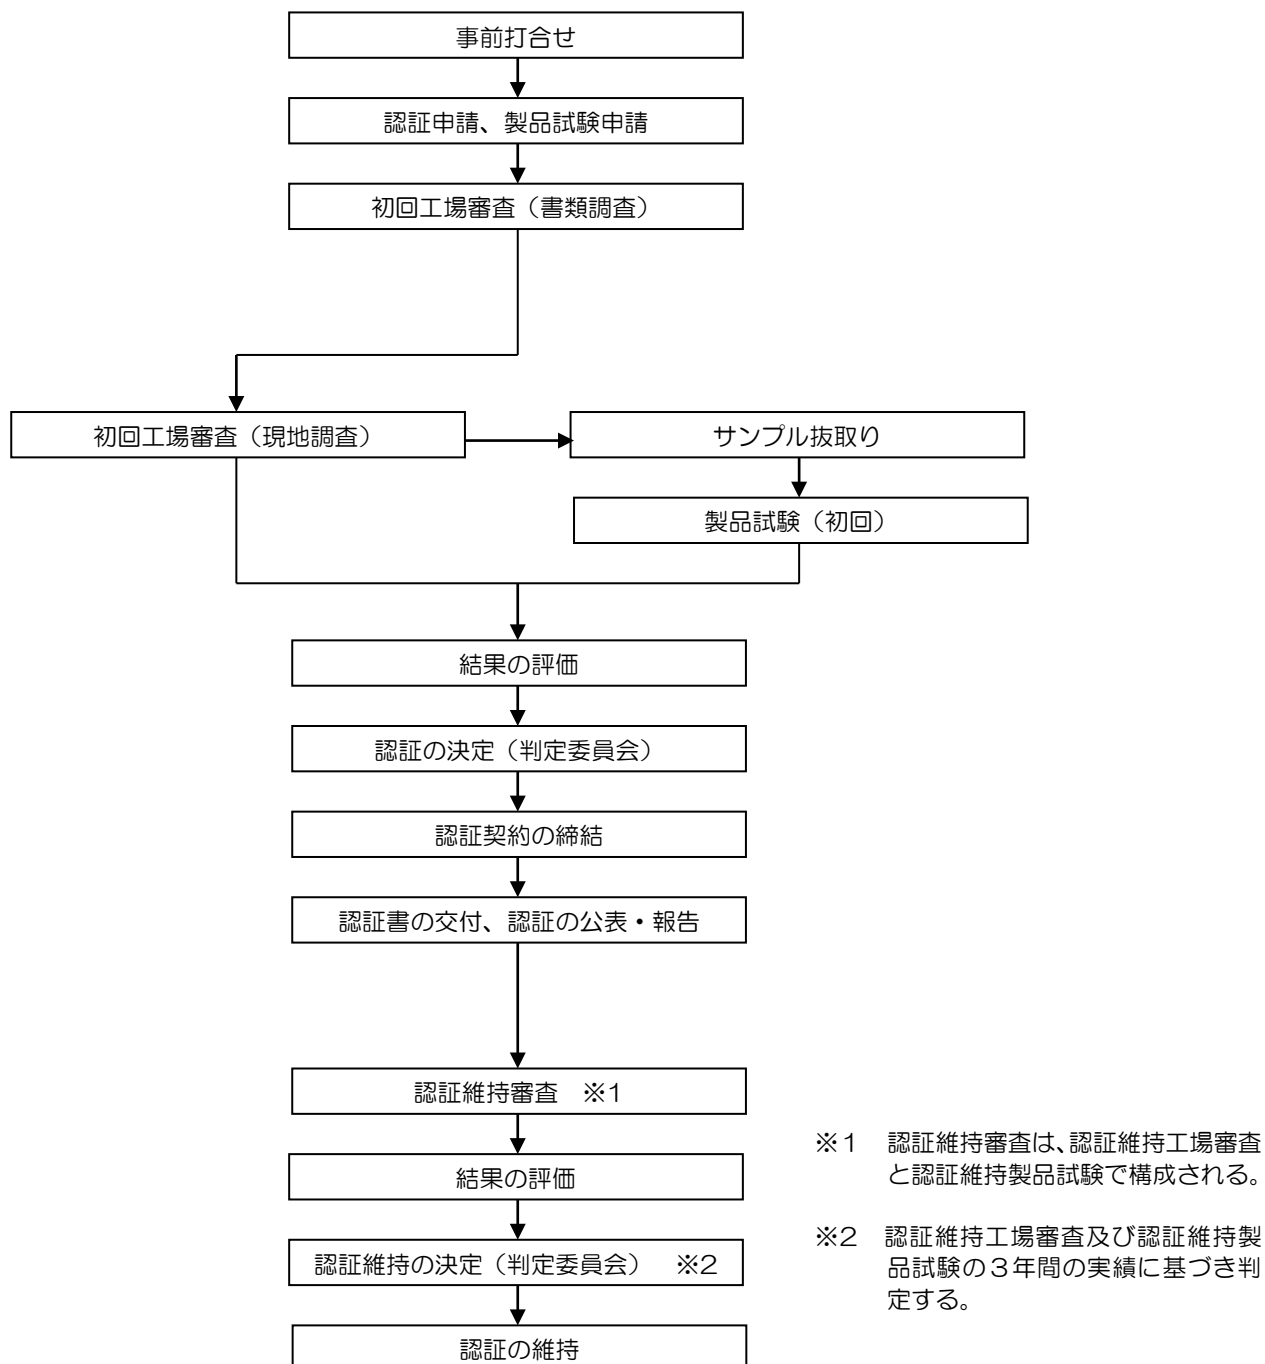 事前打合せ
認証申請、製品試験申請
初回工場審査（書類調査）
初回工場審査（現地調査）
サンプル抜取り
製品試験（初回）
結果の評価
認証の決定（判定委員会）
認証契約の締結
認証書の交付、認証の公表・報告
認証維持審査　※1
結果の評価
認証維持の決定（判定委員会）　※2
認証の維持
※１　認証維持審査は、認証維持工場審査
と認証維持製品試験で構成される。
※2　認証維持工場審査及び認証維持製
品試験の３年間の実績に基づき判
定する。